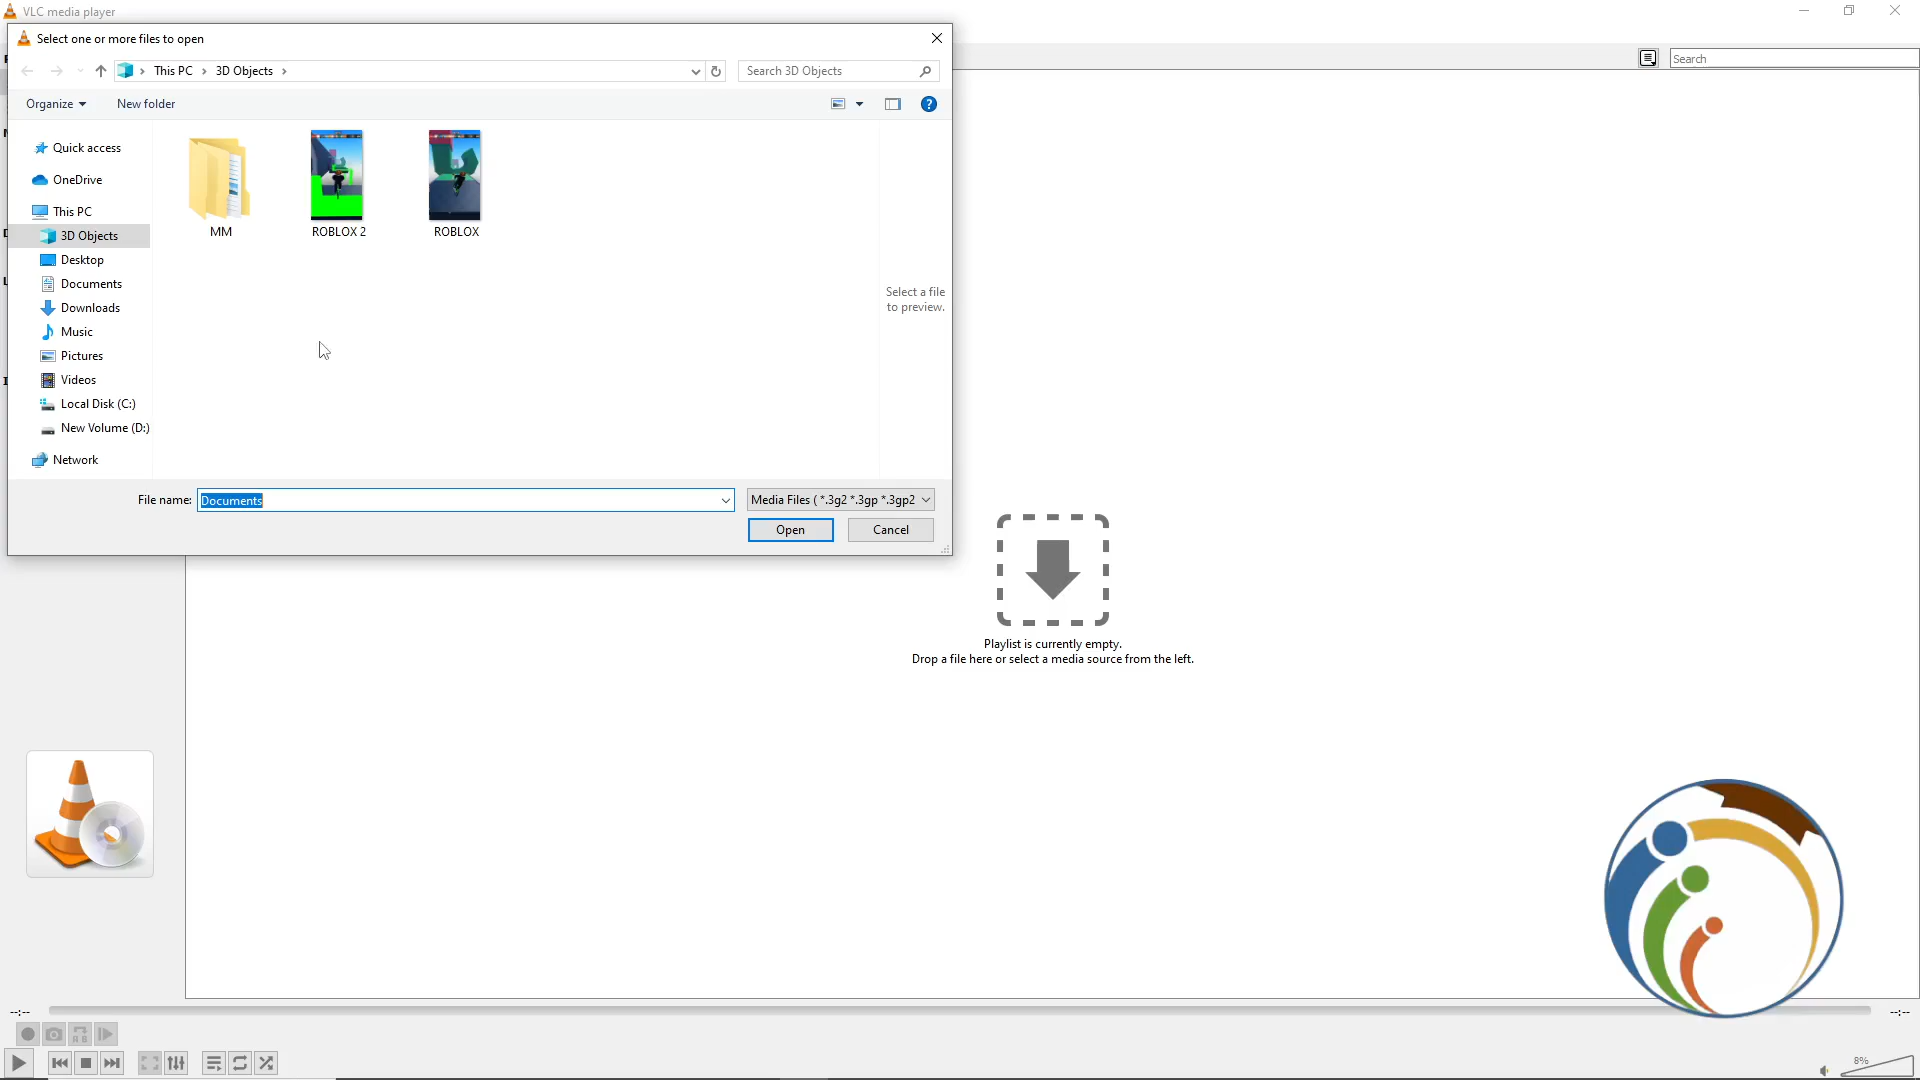 VLC media player
Select one or more files to open
This PC > 3D Objects >
Search 3D Objects
Search
Organize
New folder
Quick access
OneDrive
This PC
3D Objects
Desktop
Documents
Downloads
Music
Pictures
Videos
Local Disk (C:)
New Volume (D:)
Network
MM
ROBLOX 2
ROBLOX
Select a file
to preview.
File name:
Documents
Media Files ( *.3g2 *.3gp *.3gp2
Open
Cancel
Playlist is currently empty.
Drop a file here or select a media source from the left.
--:--
--:--
8%